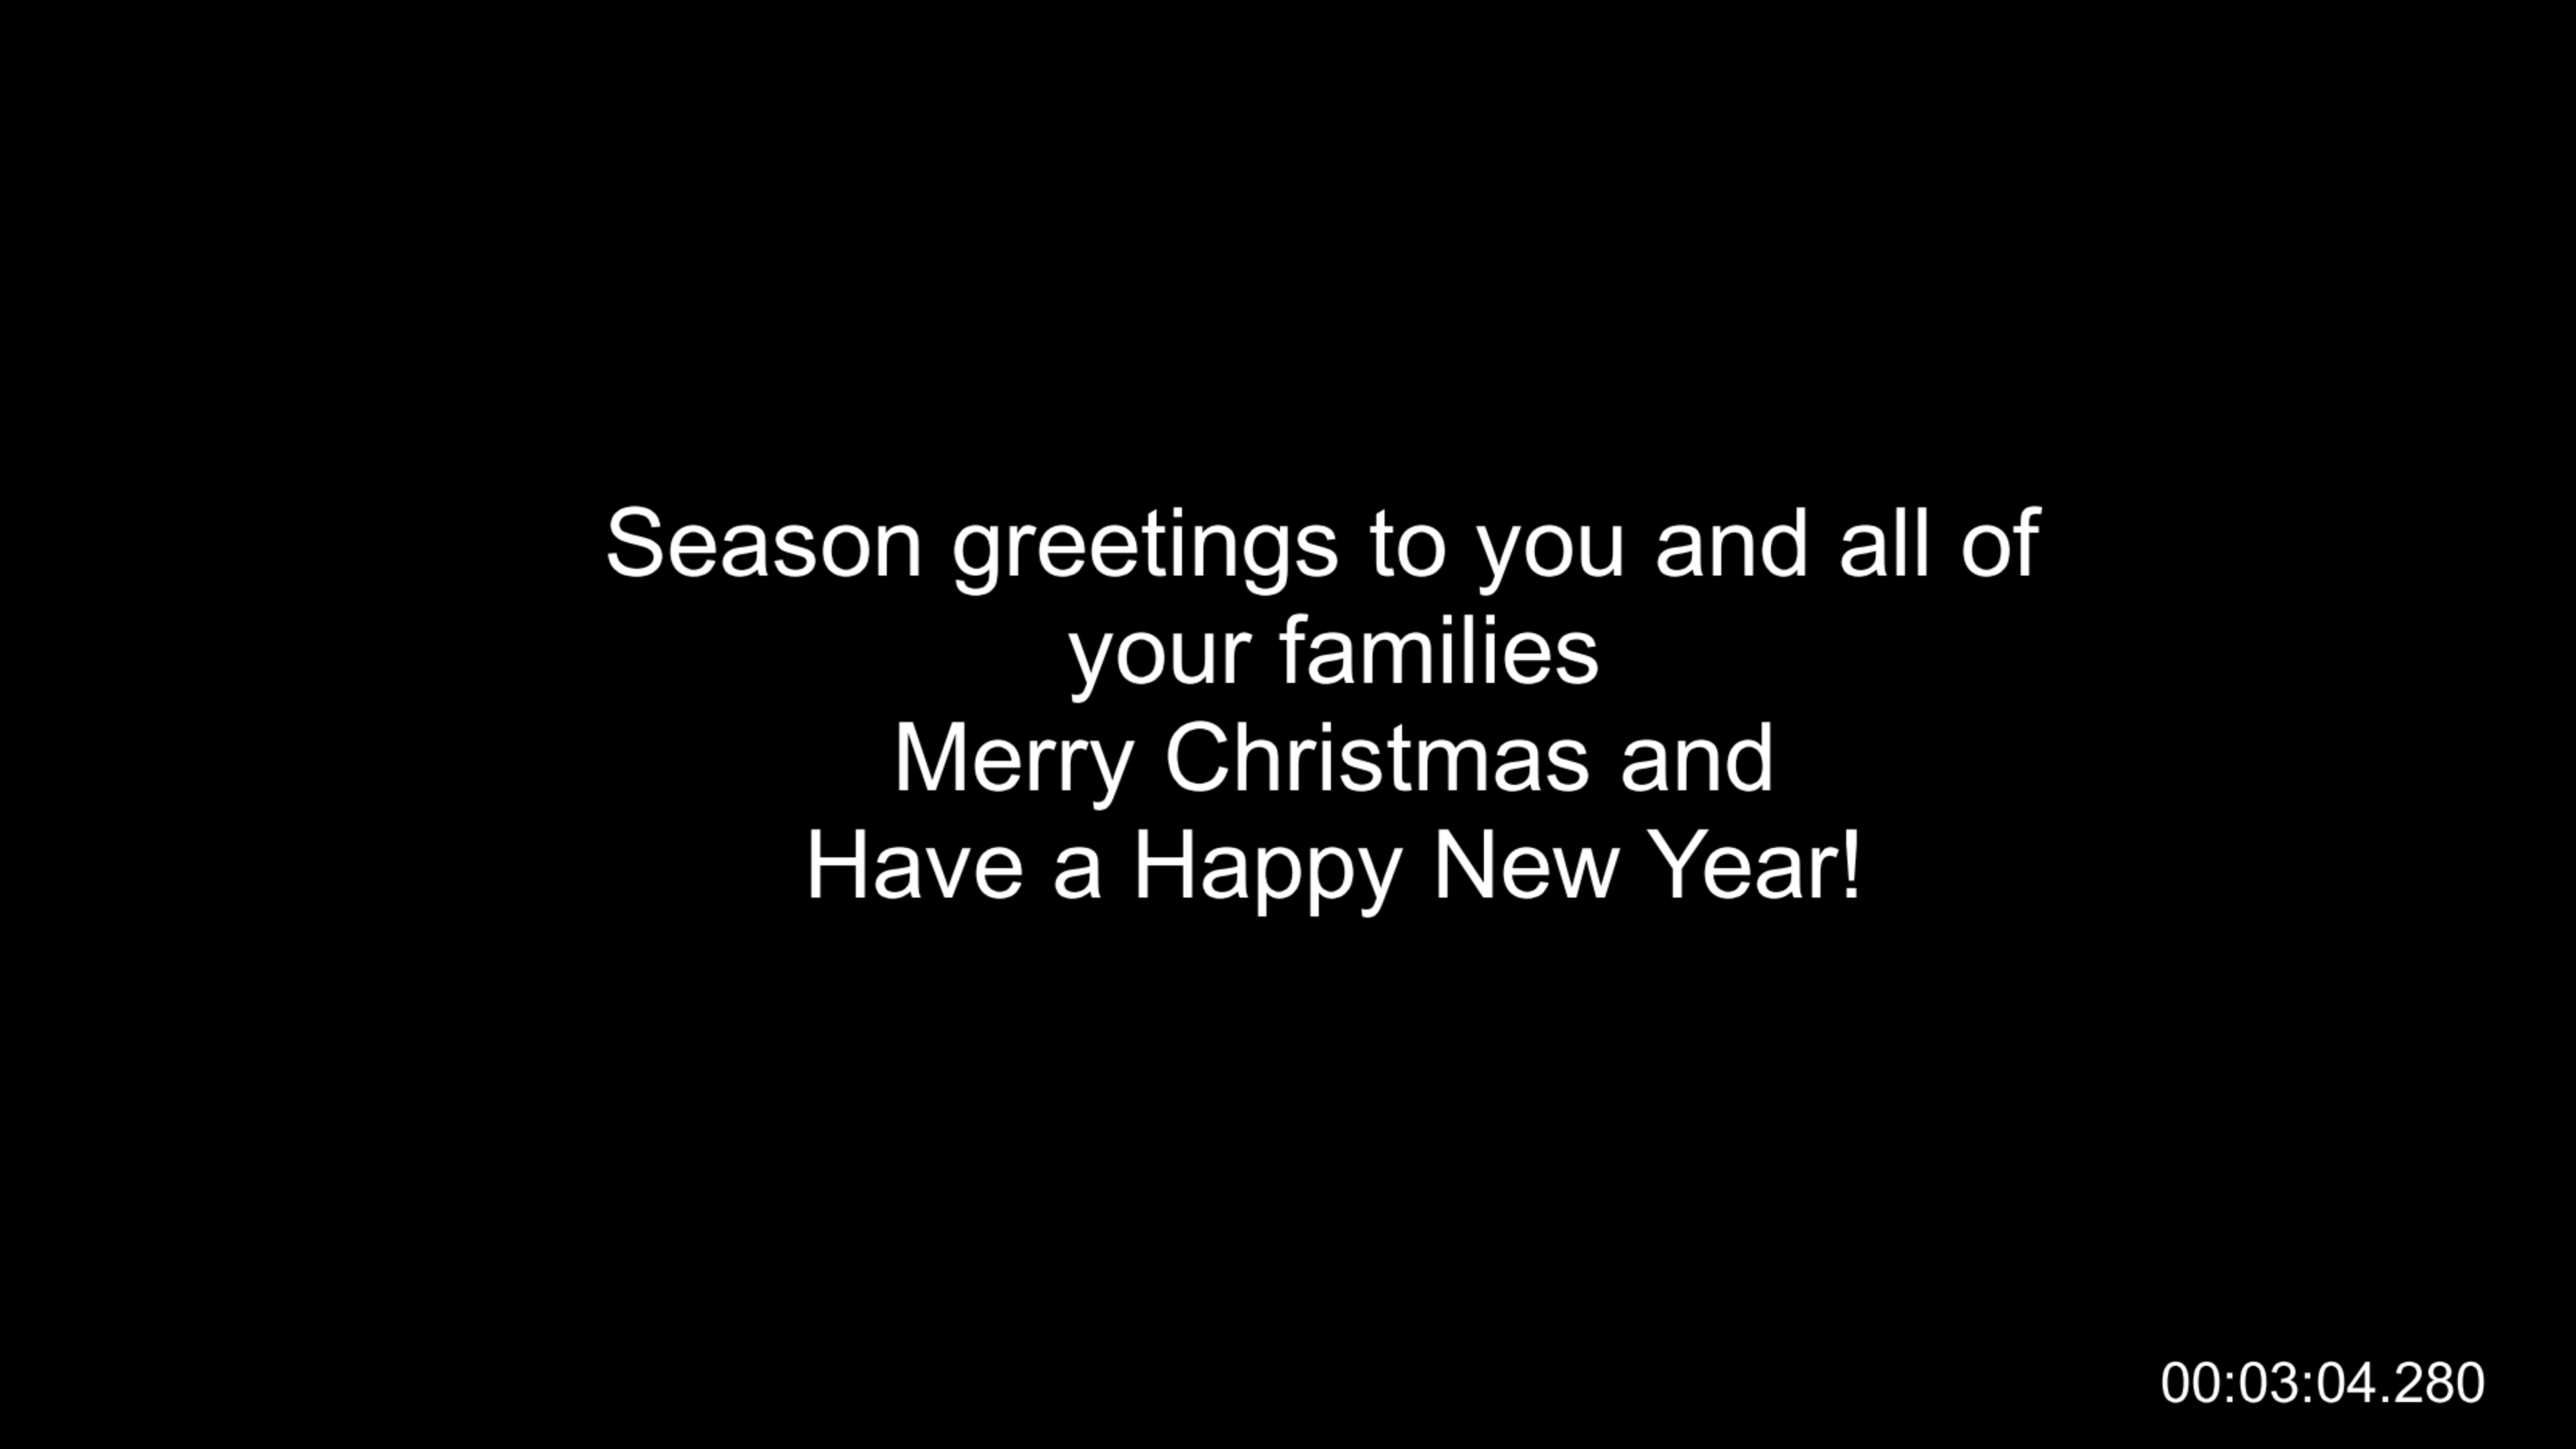 Season greetings to you and all of
your families
Merry Christmas and
Have a Happy New Year!
00:03:04.280